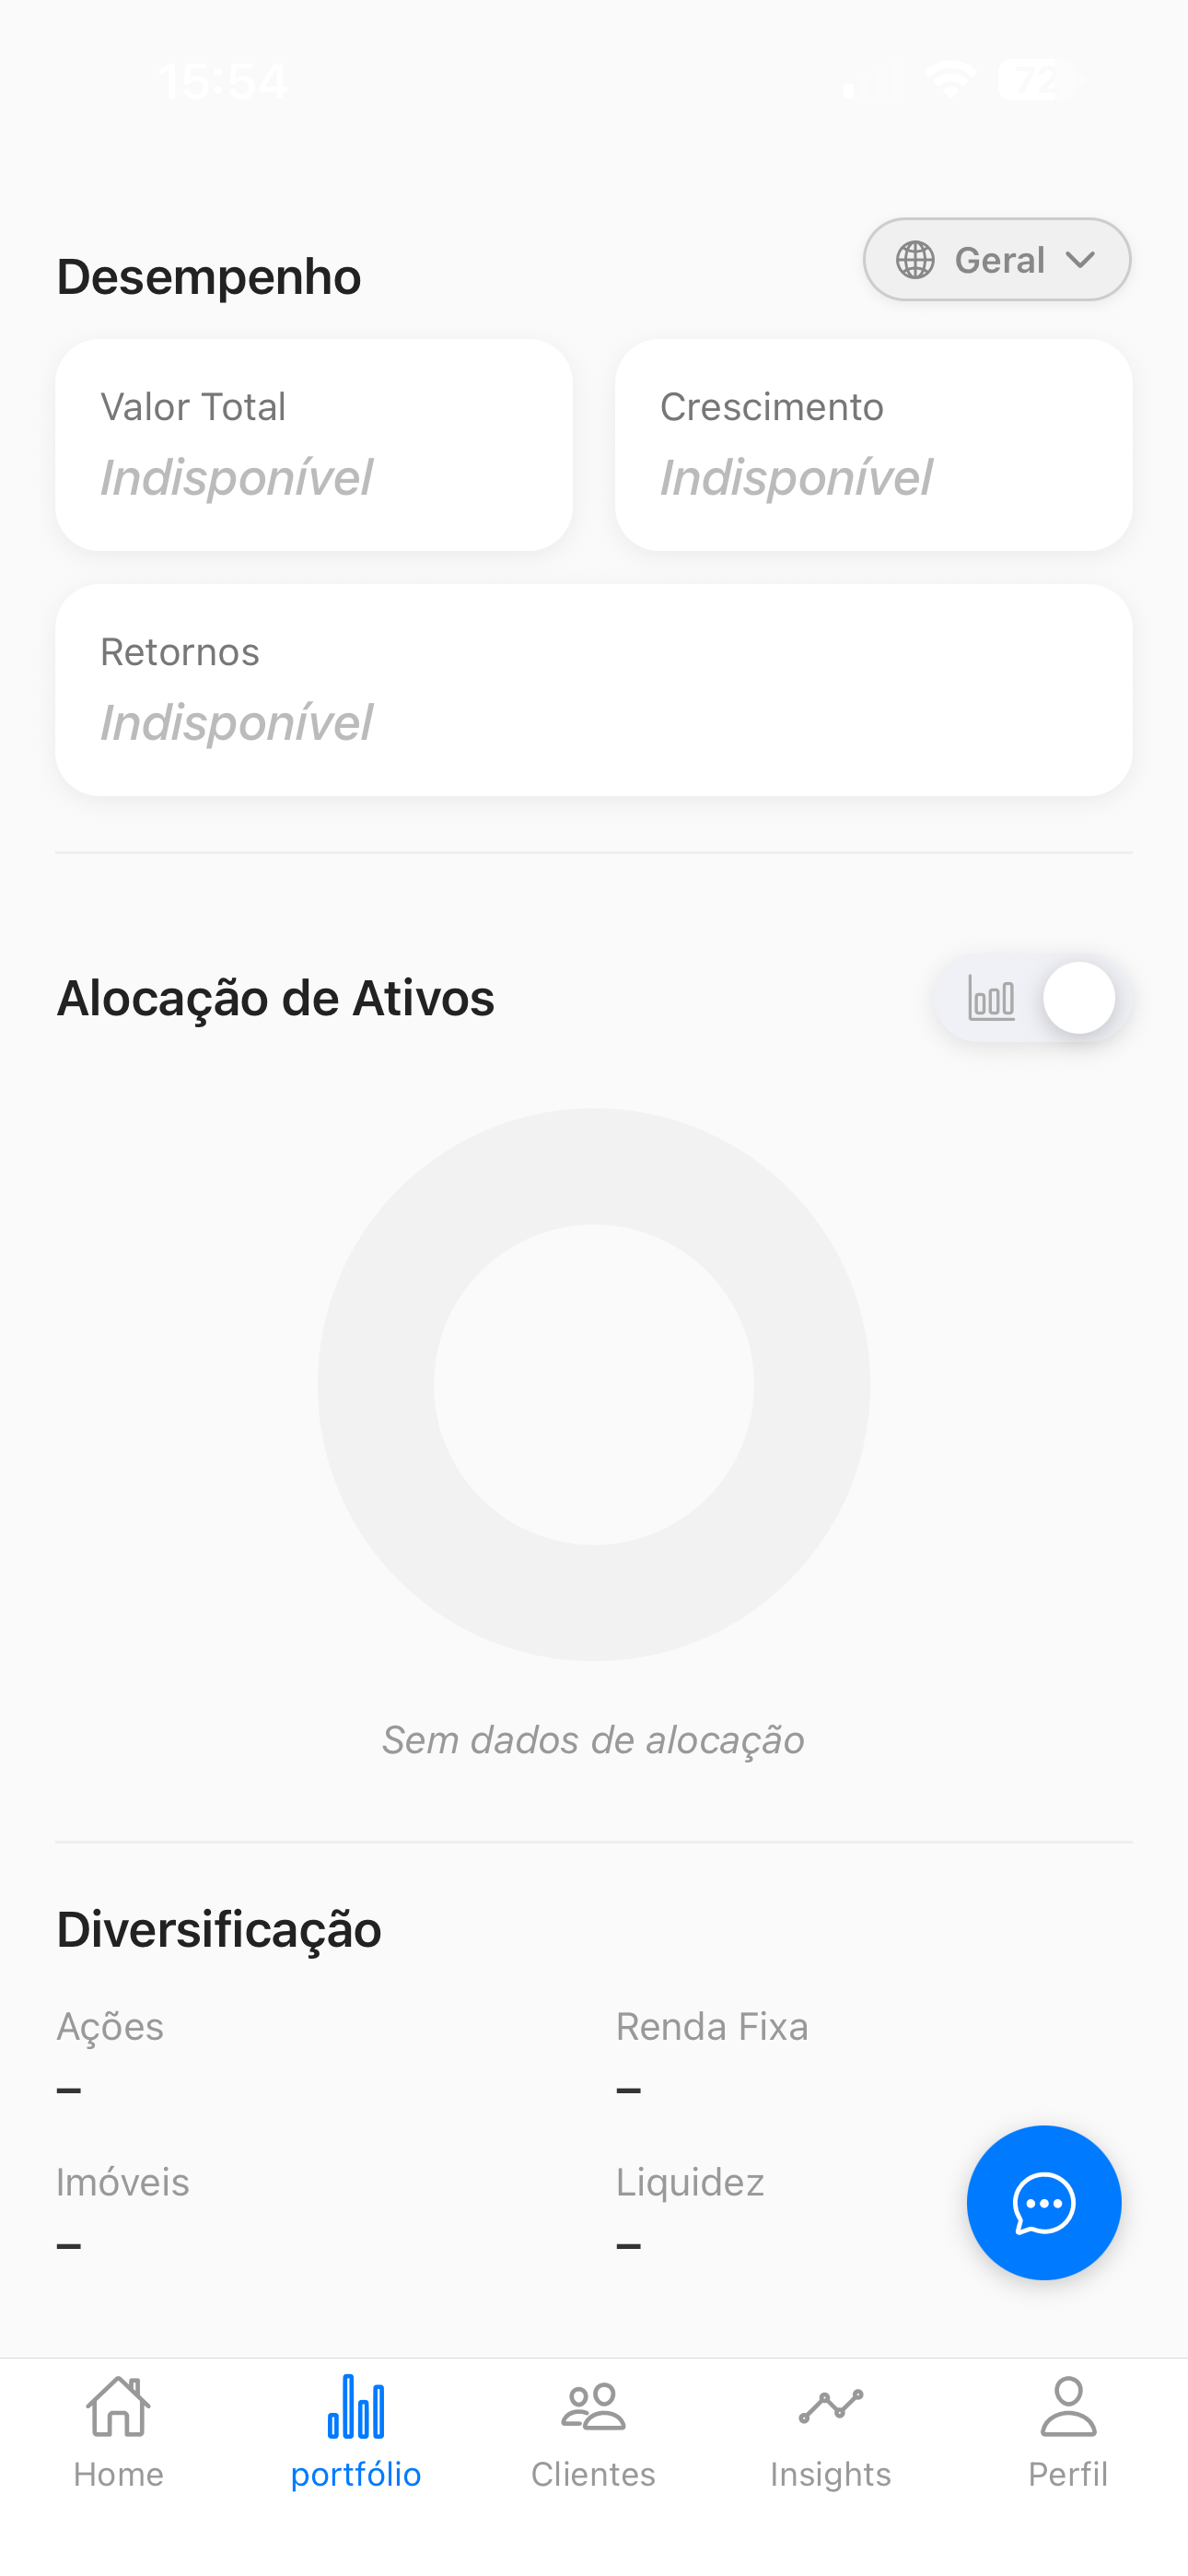 15:54
72
Desempenho
Geral
Valor Total
Crescimento
Indisponível
Indisponível
Retornos
Indisponível
Alocação de Ativos
Sem dados de alocação
Diversificação
Ações
Renda Fixa
–
–
Imóveis
Liquidez
–
–
Home
portfólio
Clientes
Insights
Perfil